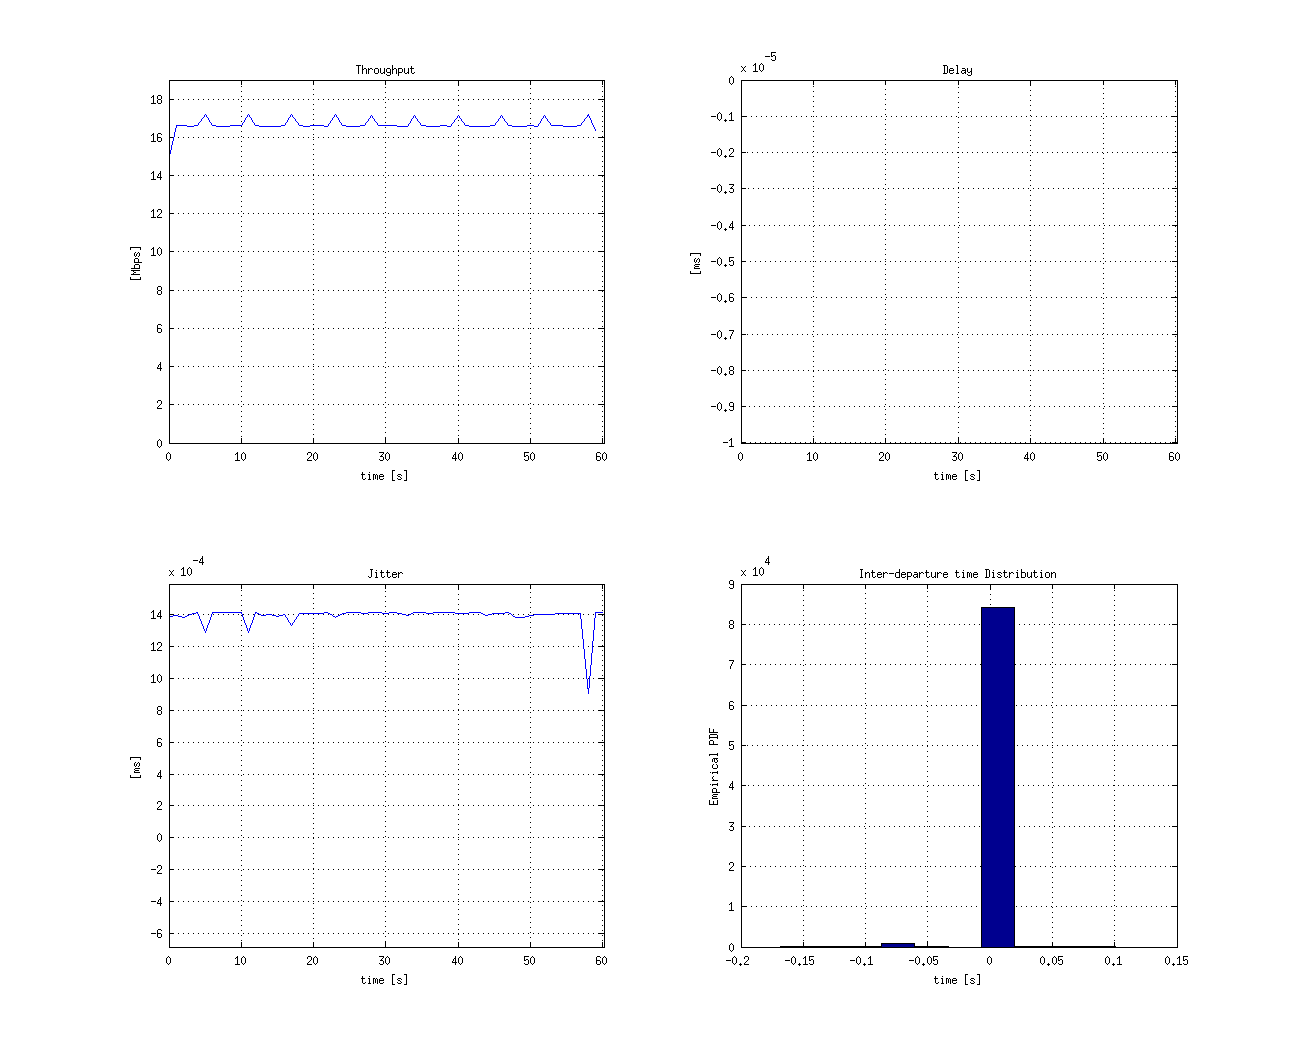 Throughput
18
16
14
12
10
8
6
4
2
0
[Mbps]
0 10 20 30 40 50 60
time [s]
x 10^-5
Delay
0
-0.1
-0.2
-0.3
-0.4
-0.5
-0.6
-0.7
-0.8
-0.9
-1
[ms]
0 10 20 30 40 50 60
time [s]
x 10^-4
Jitter
14
12
10
8
6
4
2
0
-2
-4
-6
[ms]
0 10 20 30 40 50 60
time [s]
x 10^4
Inter-departure time Distribution
9
8
7
6
5
4
3
2
1
0
Empirical PDF
-0.2 -0.15 -0.1 -0.05 0 0.05 0.1 0.15
time [s]